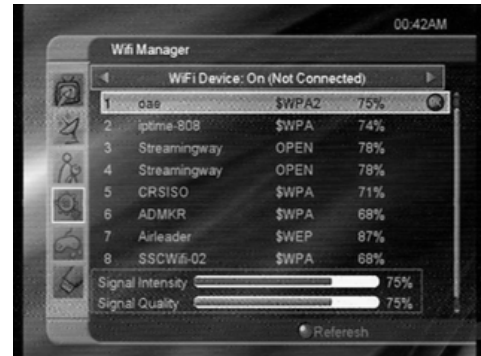 00:42AM
Wifi Manager
WiFi Device: On (Not Connected)
1 oae $WPA2 75%
2 iptime-808 $WPA 74%
3 Streamingway OPEN 78%
4 Streamingway OPEN 78%
5 CRSISO $WPA 71%
6 ADMKR $WPA 68%
7 Airleader $WEP 87%
8 SSCWifi-02 $WPA 68%
Signal Intensity 75%
Signal Quality 75%
Referesh